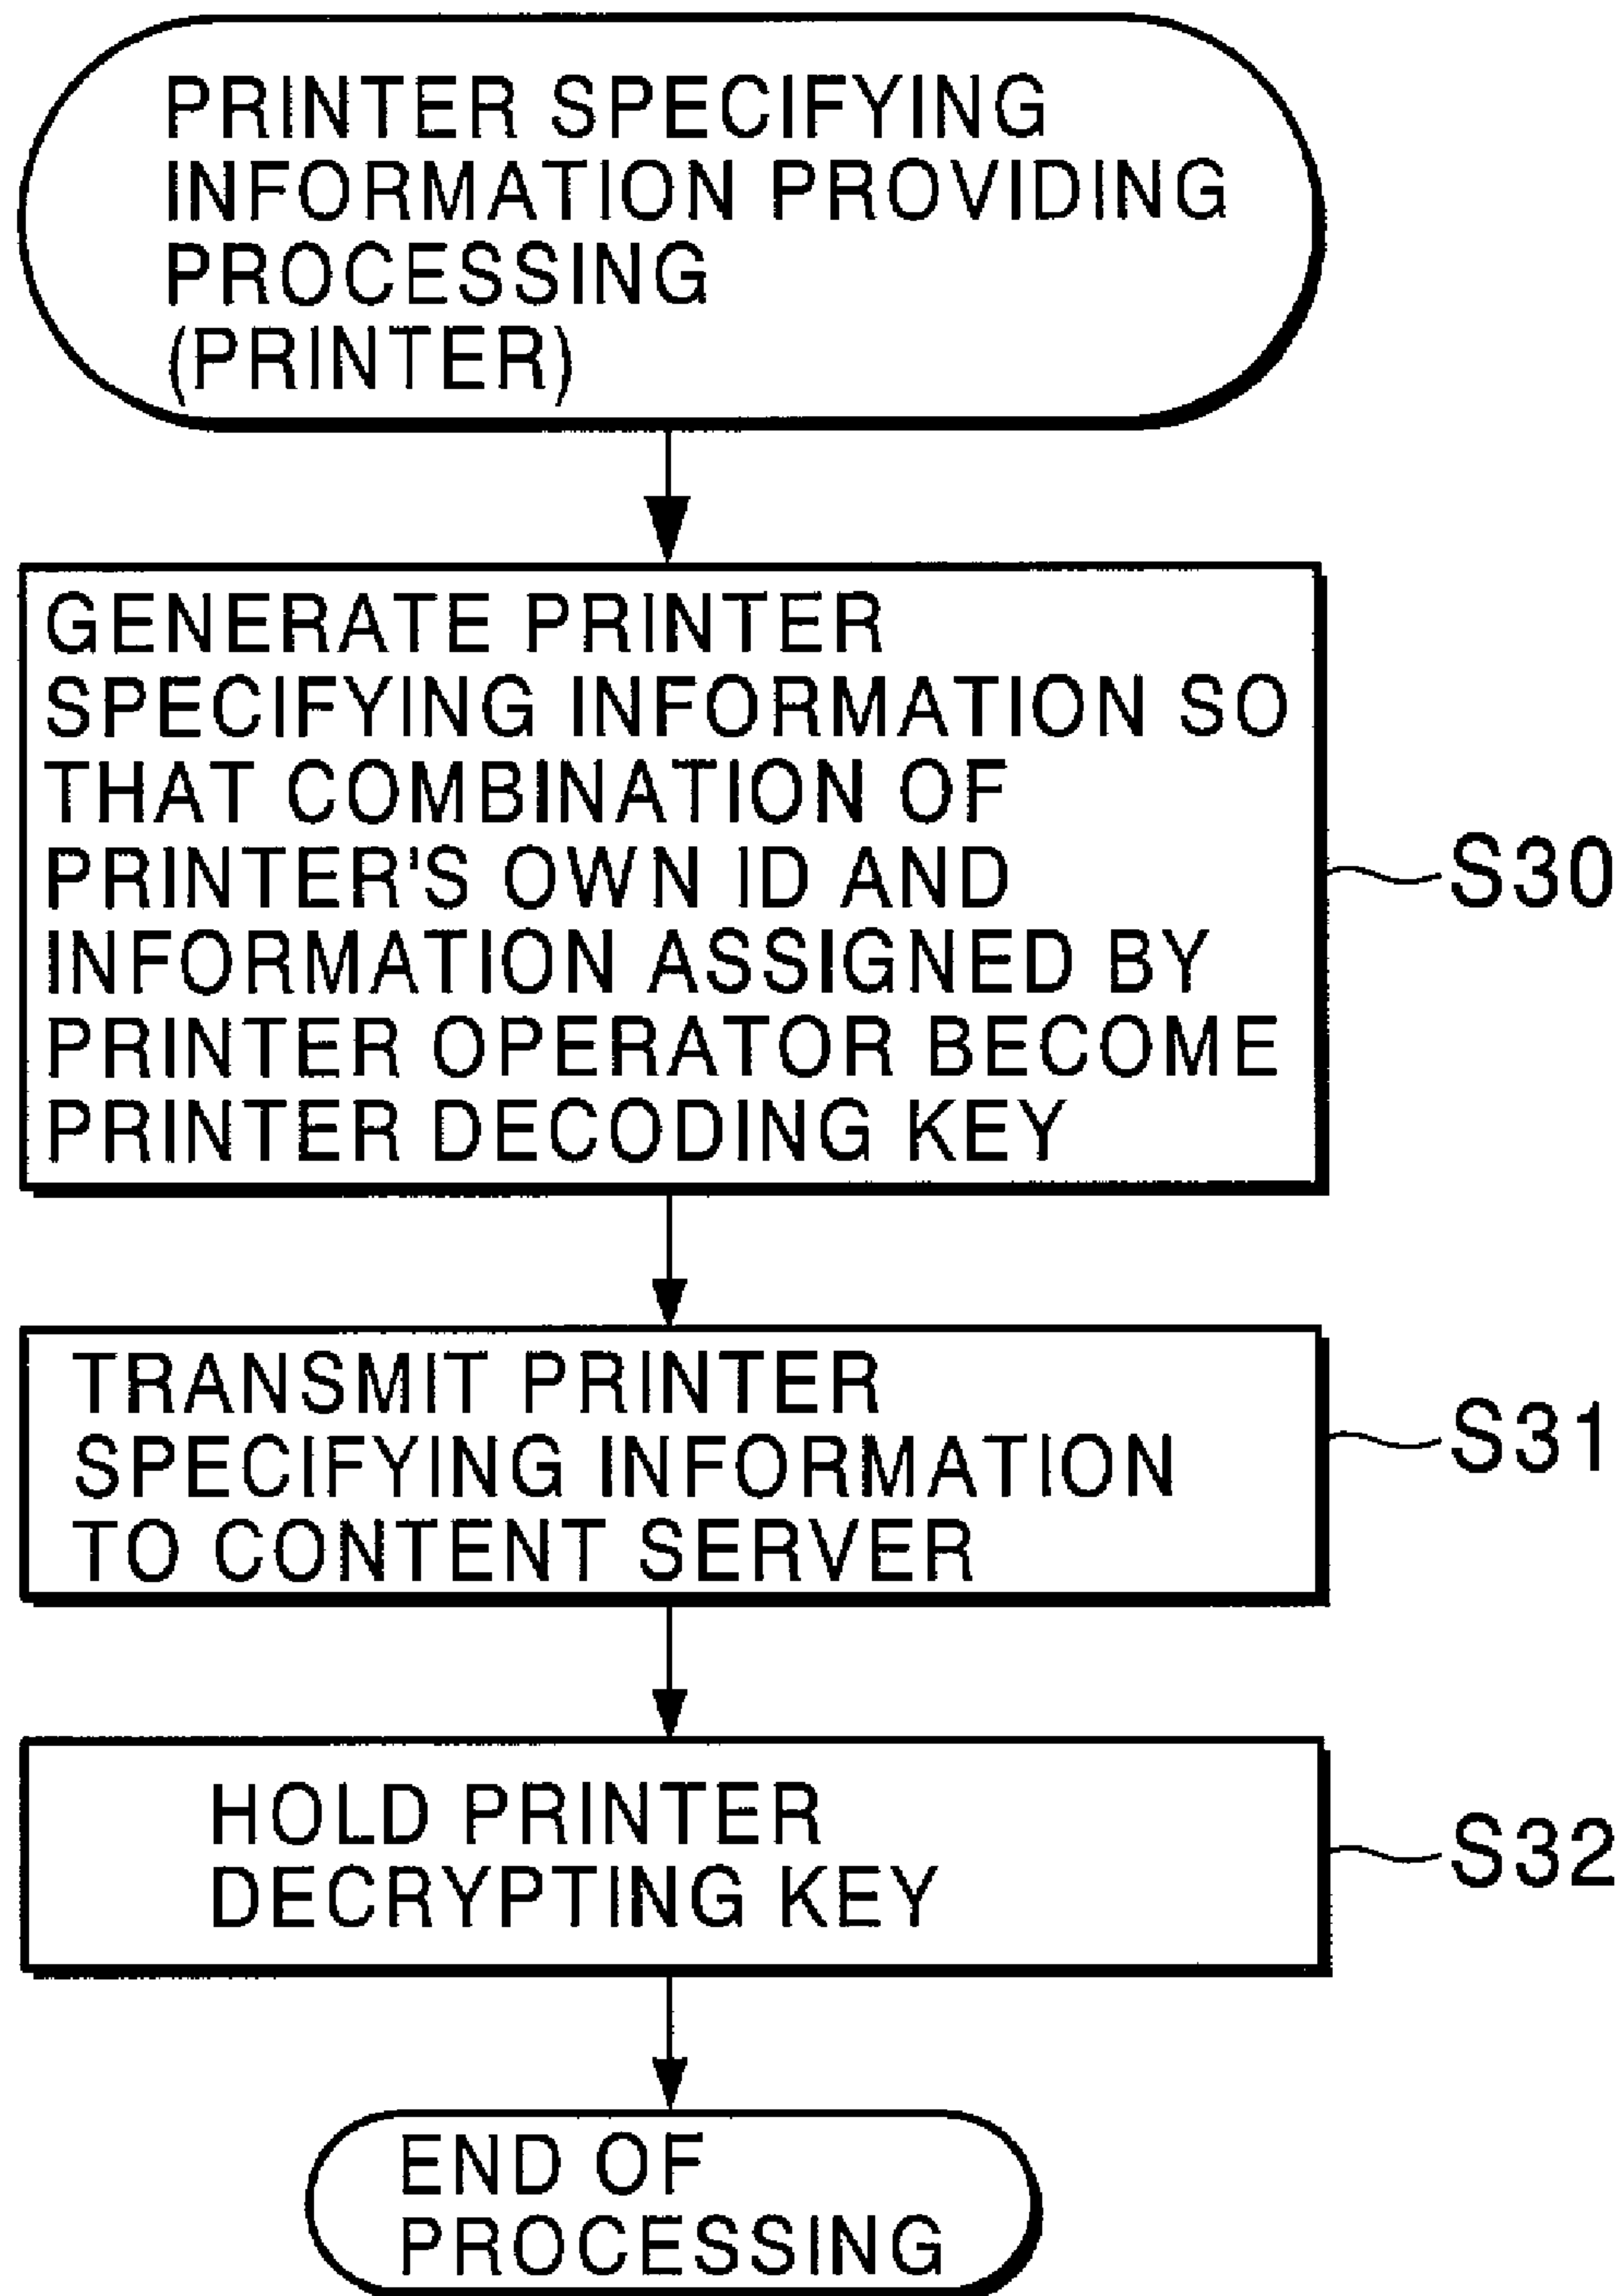 PRINTER SPECIFYING
INFORMATION PROVIDING
PROCESSING
(PRINTER)
GENERATE PRINTER
SPECIFYING INFORMATION SO
THAT COMBINATION OF
PRINTER'S OWN ID AND
INFORMATION ASSIGNED BY
PRINTER OPERATOR BECOME
PRINTER DECODING KEY
S30
TRANSMIT PRINTER
SPECIFYING INFORMATION
TO CONTENT SERVER
S31
HOLD PRINTER
DECRYPTING KEY
S32
END OF
PROCESSING